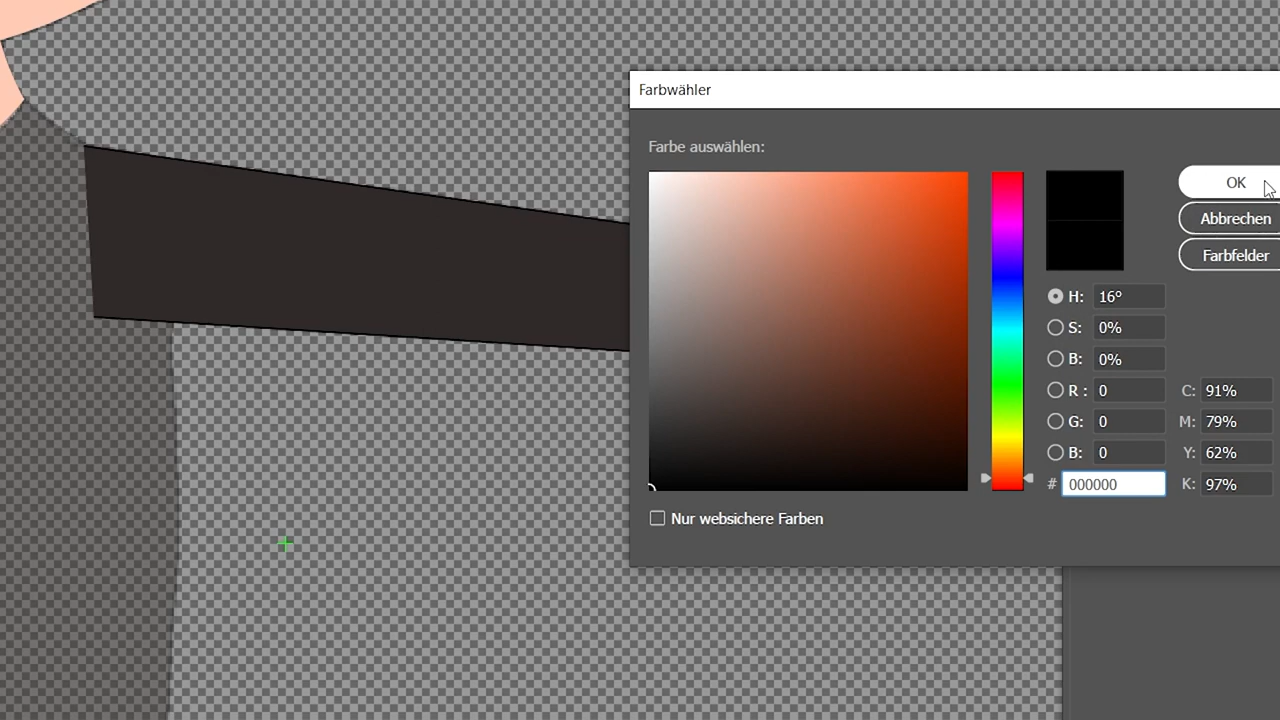 Farbwähler
Farbe auswählen:
OK
Abbrechen
Farbfelder
H: 16°
S: 0%
B: 0%
R : 0 C: 91%
G: 0 M: 79%
B: 0 Y: 62%
# 000000 K: 97%
Nur websichere Farben